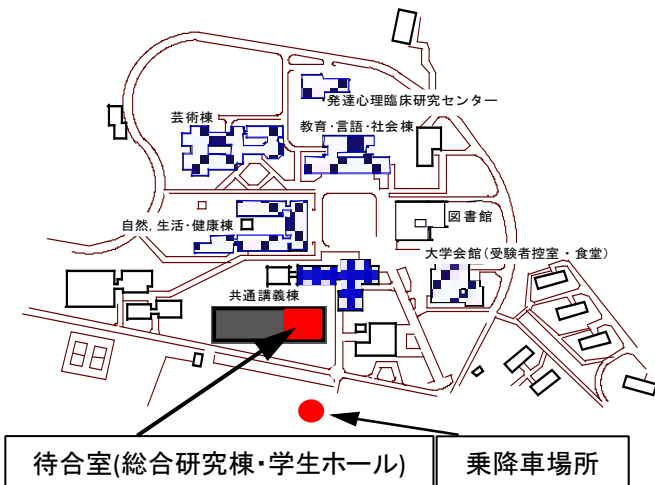 発達心理臨床研究センター
芸術棟
教育・言語・社会棟
図書館
自然，生活・健康棟
大学会館（受験者控室・食堂）
共通講義棟
待合室(総合研究棟・学生ホール)
乗降車場所